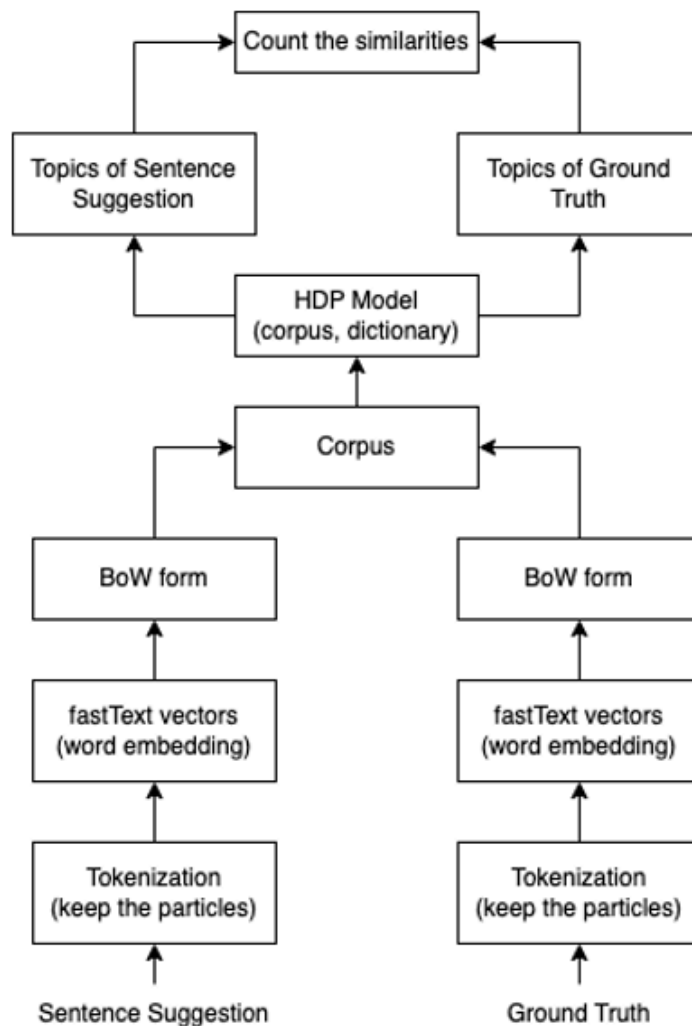 Count the similarities
Topics of Sentence
Suggestion
Topics of Ground
Truth
HDP Model
(corpus, dictionary)
Corpus
BoW form
BoW form
fastText vectors
(word embedding)
fastText vectors
(word embedding)
Tokenization
(keep the particles)
Tokenization
(keep the particles)
Sentence Suggestion
Ground Truth